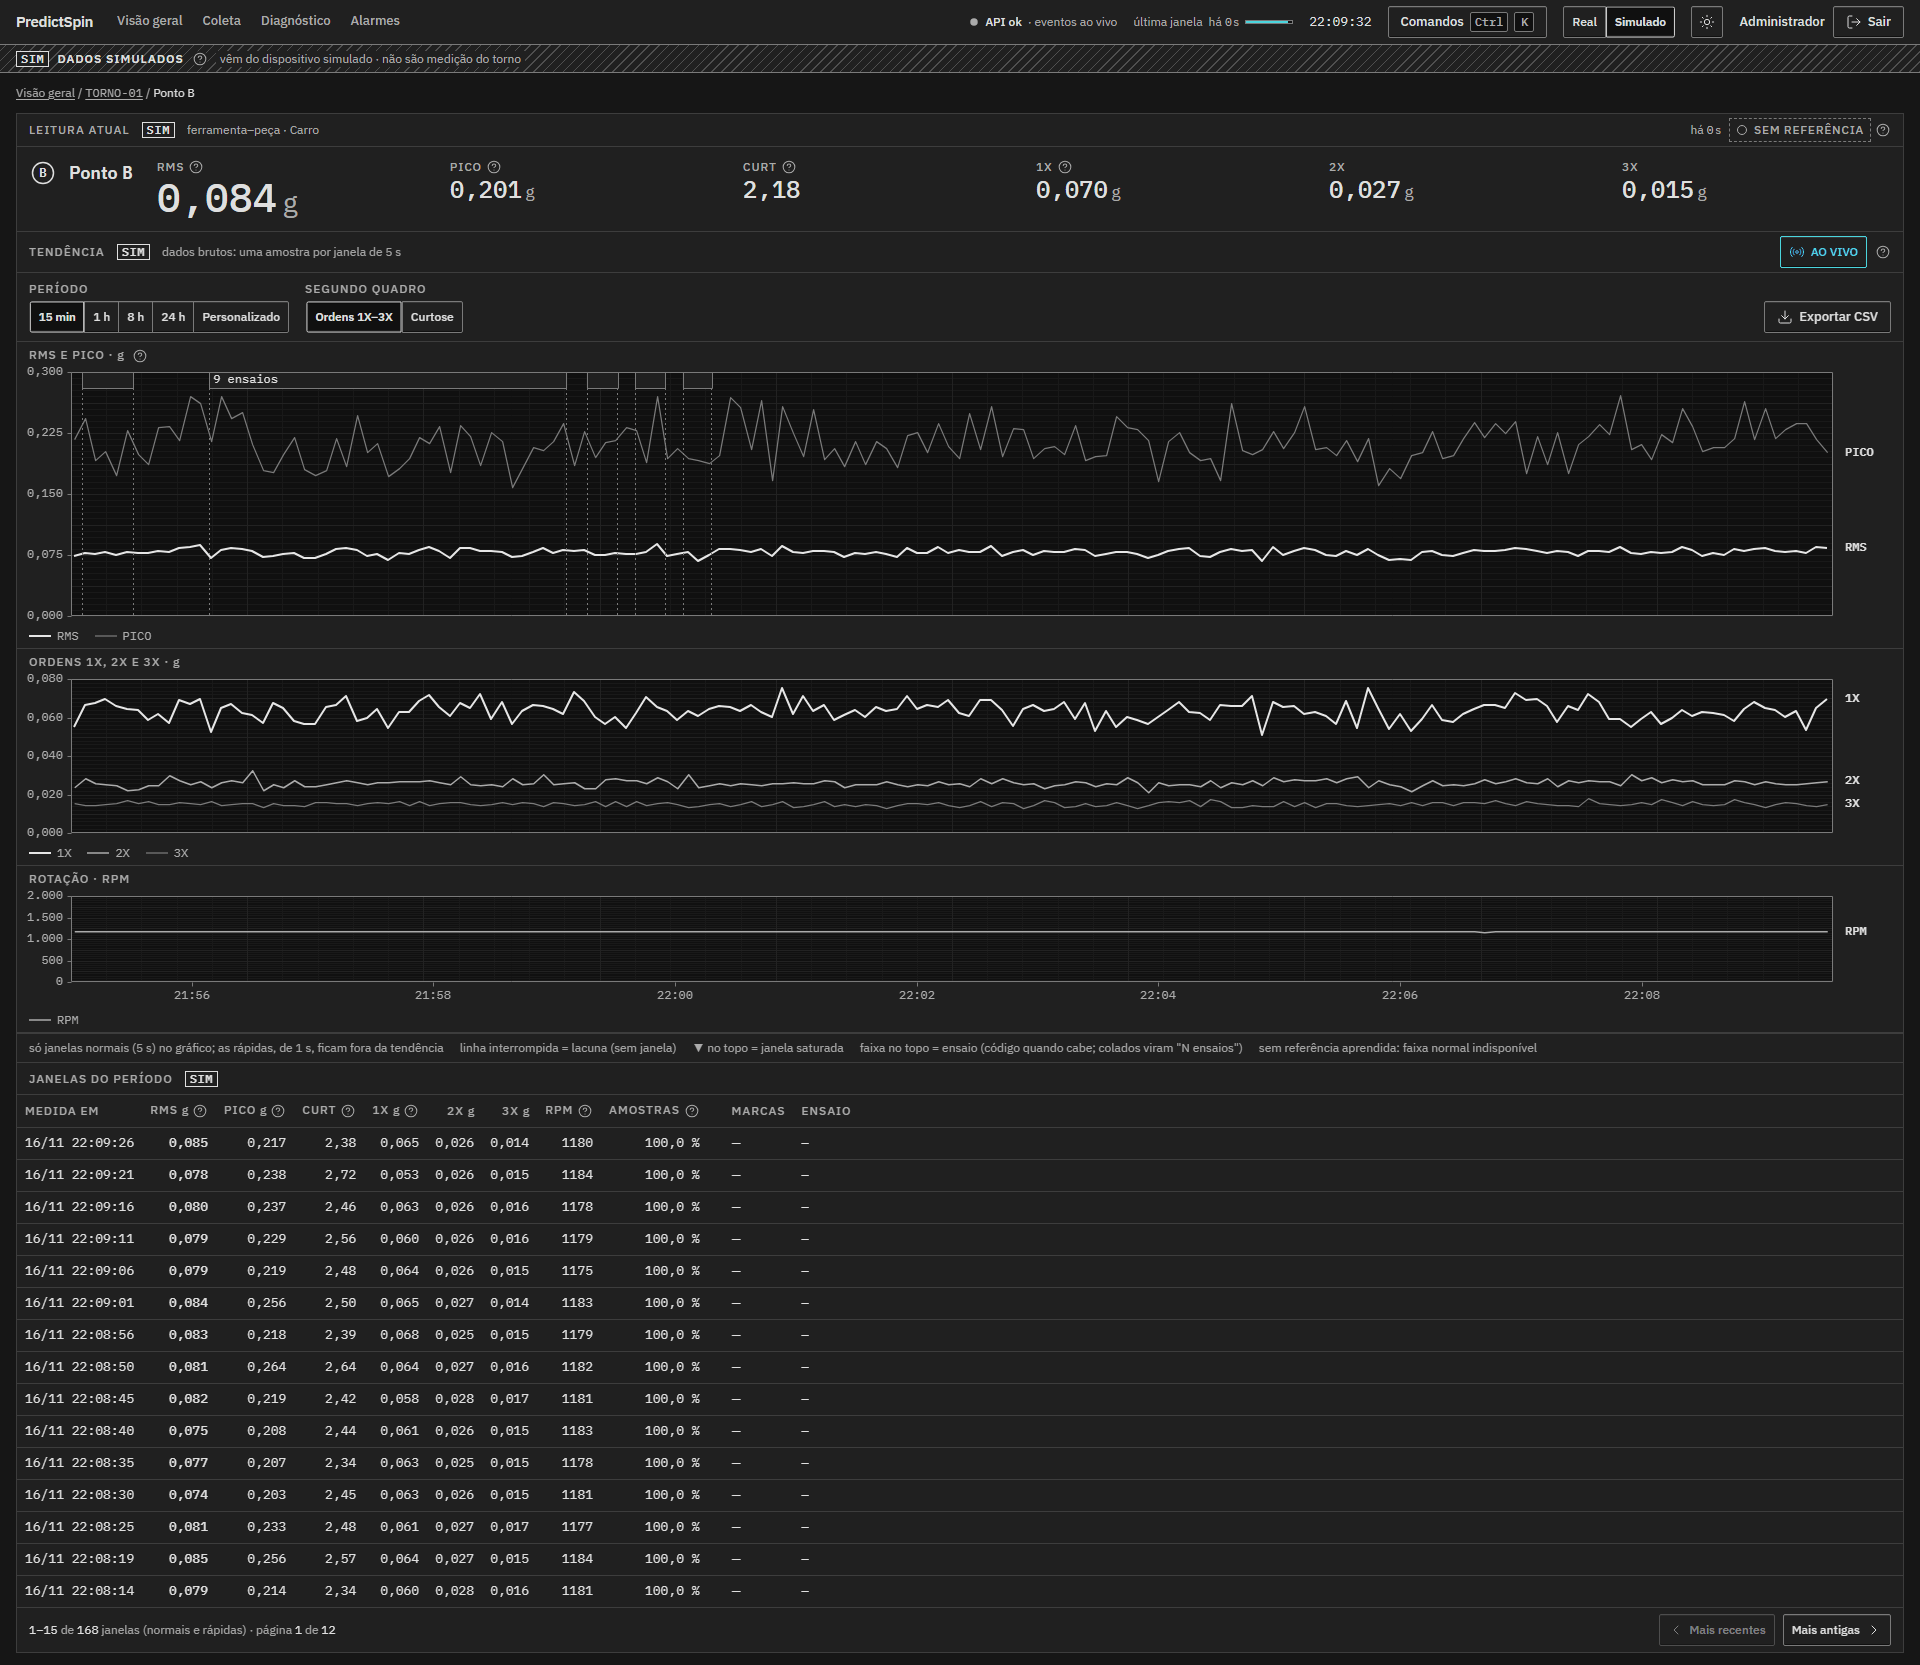 PredictSpin Visão geral Coleta Diagnóstico Alarmes API ok · eventos ao vivo última janela há 0 s 22:09:32 Comandos Ctrl K Real Simulado Administrador Sair
SIM DADOS SIMULADOS ? vêm do dispositivo simulado · não são medição do torno
Visão geral / TORNO-01 / Ponto B
LEITURA ATUAL SIM ferramenta–peça · Carro há 0 s SEM REFERÊNCIA ?
B Ponto B
RMS ? PICO ? CURT ? 1X ? 2X 3X
0,084 g 0,201 g 2,18 0,070 g 0,027 g 0,015 g
TENDÊNCIA SIM dados brutos: uma amostra por janela de 5 s AO VIVO ?
PERÍODO SEGUNDO QUADRO
15 min 1 h 8 h 24 h Personalizado Ordens 1X–3X Curtose Exportar CSV
RMS E PICO · g ?
0,300
9 ensaios
0,225
PICO
0,150
0,075
RMS
0,000
RMS PICO
ORDENS 1X, 2X E 3X · g
0,080
1X
0,060
0,040
2X
0,020
3X
0,000
1X 2X 3X
ROTAÇÃO · RPM
2.000
1.500
1.000
RPM
500
0
21:56 21:58 22:00 22:02 22:04 22:06 22:08
RPM
só janelas normais (5 s) no gráfico; as rápidas, de 1 s, ficam fora da tendência linha interrompida = lacuna (sem janela) ▼ no topo = janela saturada faixa no topo = ensaio (código quando cabe; colados viram "N ensaios") sem referência aprendida: faixa normal indisponível
JANELAS DO PERÍODO SIM
MEDIDA EM RMS g ? PICO g ? CURT ? 1X g ? 2X g 3X g RPM ? AMOSTRAS ? MARCAS ENSAIO
16/11 22:09:26 0,085 0,217 2,38 0,065 0,026 0,014 1180 100,0 % — —
16/11 22:09:21 0,078 0,238 2,72 0,053 0,026 0,015 1184 100,0 % — —
16/11 22:09:16 0,080 0,237 2,46 0,063 0,026 0,016 1178 100,0 % — —
16/11 22:09:11 0,079 0,229 2,56 0,060 0,026 0,016 1179 100,0 % — —
16/11 22:09:06 0,079 0,219 2,48 0,064 0,026 0,015 1175 100,0 % — —
16/11 22:09:01 0,084 0,256 2,50 0,065 0,027 0,014 1183 100,0 % — —
16/11 22:08:56 0,083 0,218 2,39 0,068 0,025 0,015 1179 100,0 % — —
16/11 22:08:50 0,081 0,264 2,64 0,064 0,027 0,016 1182 100,0 % — —
16/11 22:08:45 0,082 0,219 2,42 0,058 0,028 0,017 1181 100,0 % — —
16/11 22:08:40 0,075 0,208 2,44 0,061 0,026 0,015 1183 100,0 % — —
16/11 22:08:35 0,077 0,207 2,34 0,063 0,025 0,015 1178 100,0 % — —
16/11 22:08:30 0,074 0,203 2,45 0,063 0,026 0,015 1181 100,0 % — —
16/11 22:08:25 0,081 0,233 2,48 0,061 0,027 0,017 1177 100,0 % — —
16/11 22:08:19 0,085 0,256 2,57 0,064 0,027 0,015 1184 100,0 % — —
16/11 22:08:14 0,079 0,214 2,34 0,060 0,028 0,016 1181 100,0 % — —
1–15 de 168 janelas (normais e rápidas) · página 1 de 12 Mais recentes Mais antigas